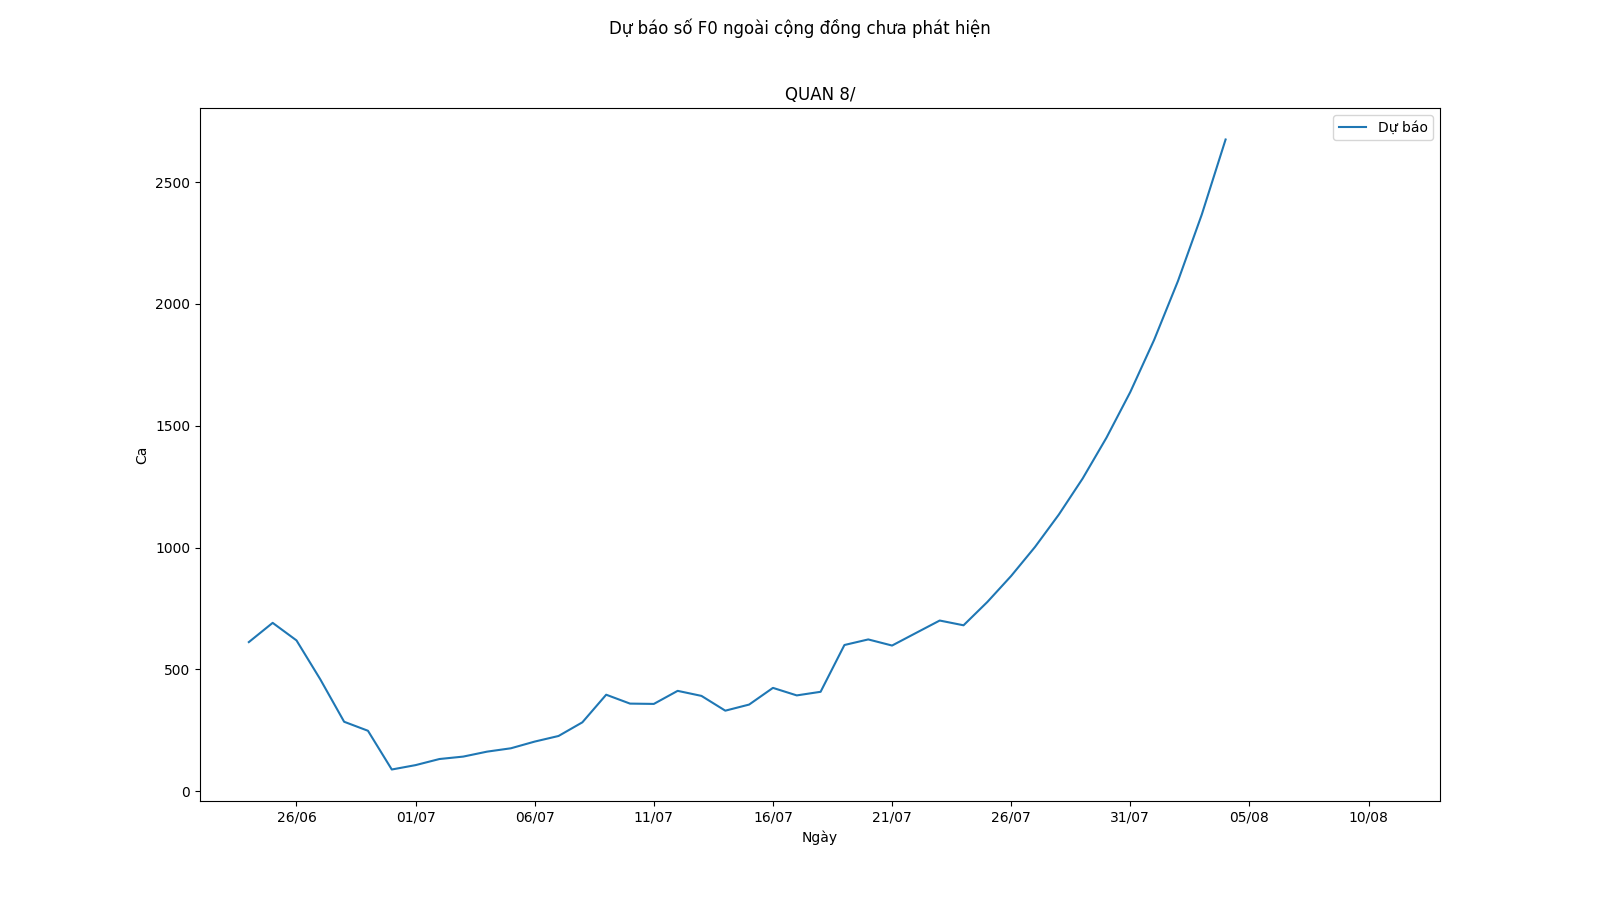 Dự báo số F0 ngoài cộng đồng chưa phát hiện
QUAN 8/
Dự báo
2500
2000
1500
1000
500
0
Ca
26/06 01/07 06/07 11/07 16/07 21/07 26/07 31/07 05/08 10/08
Ngày